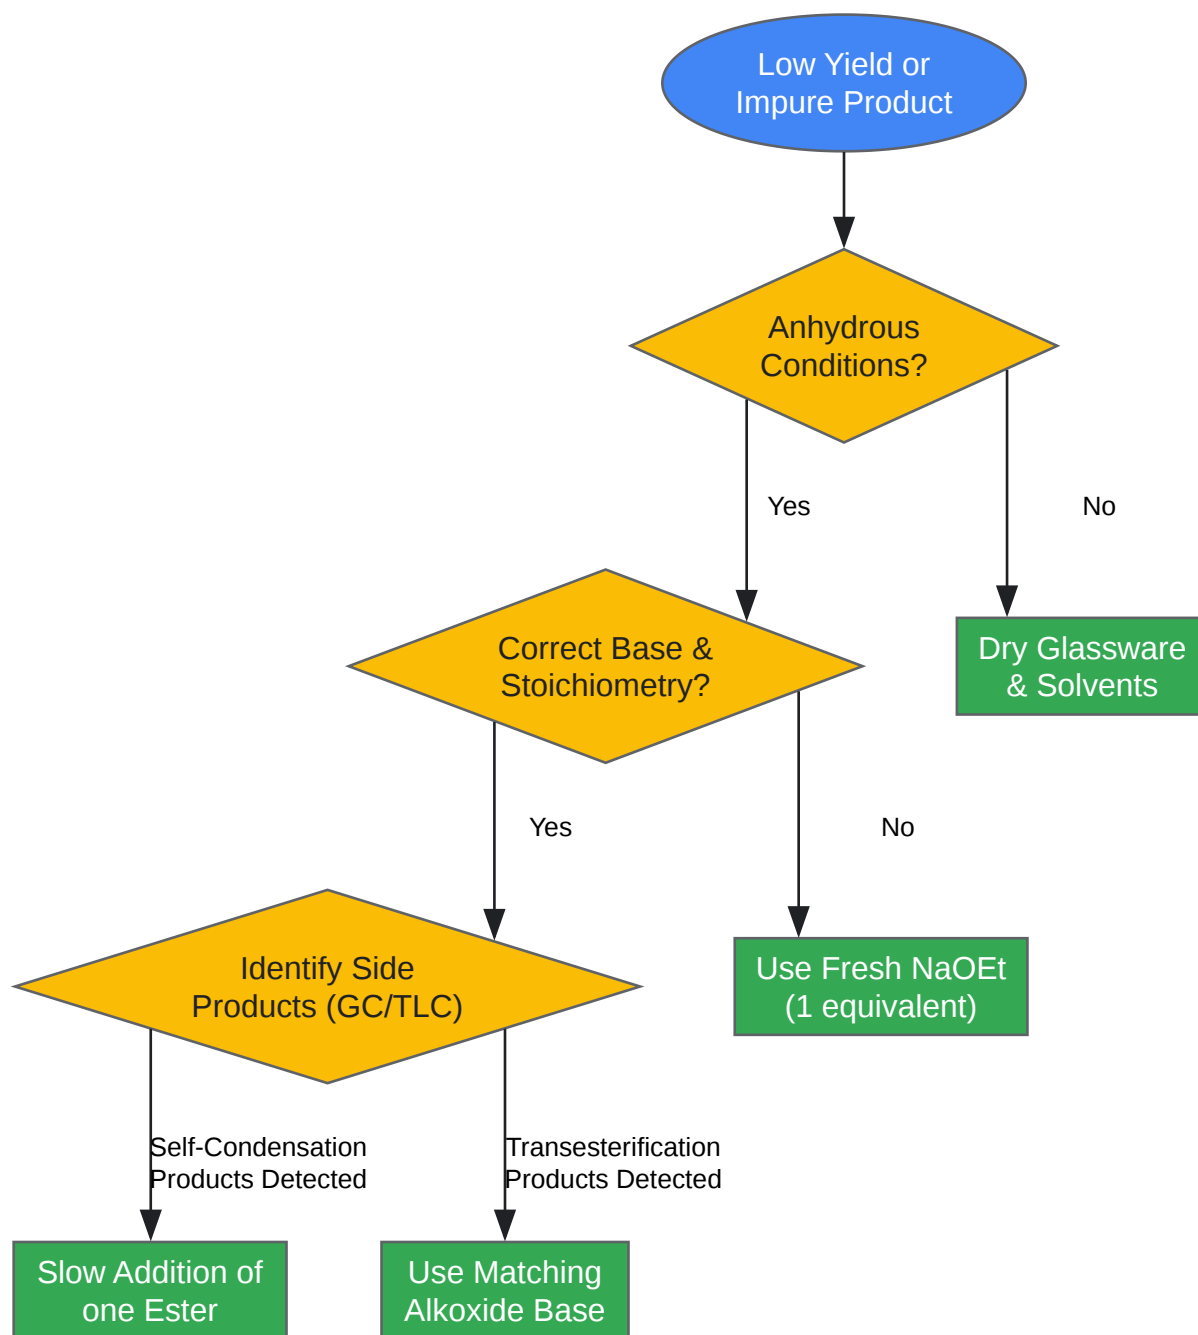 Low Yield or
Impure Product
Anhydrous
Conditions?
Yes
No
Correct Base &
Stoichiometry?
Dry Glassware
& Solvents
Yes
No
Identify Side
Products (GC/TLC)
Use Fresh NaOEt
(1 equivalent)
Self-Condensation
Products Detected
Transesterification
Products Detected
Slow Addition of
one Ester
Use Matching
Alkoxide Base